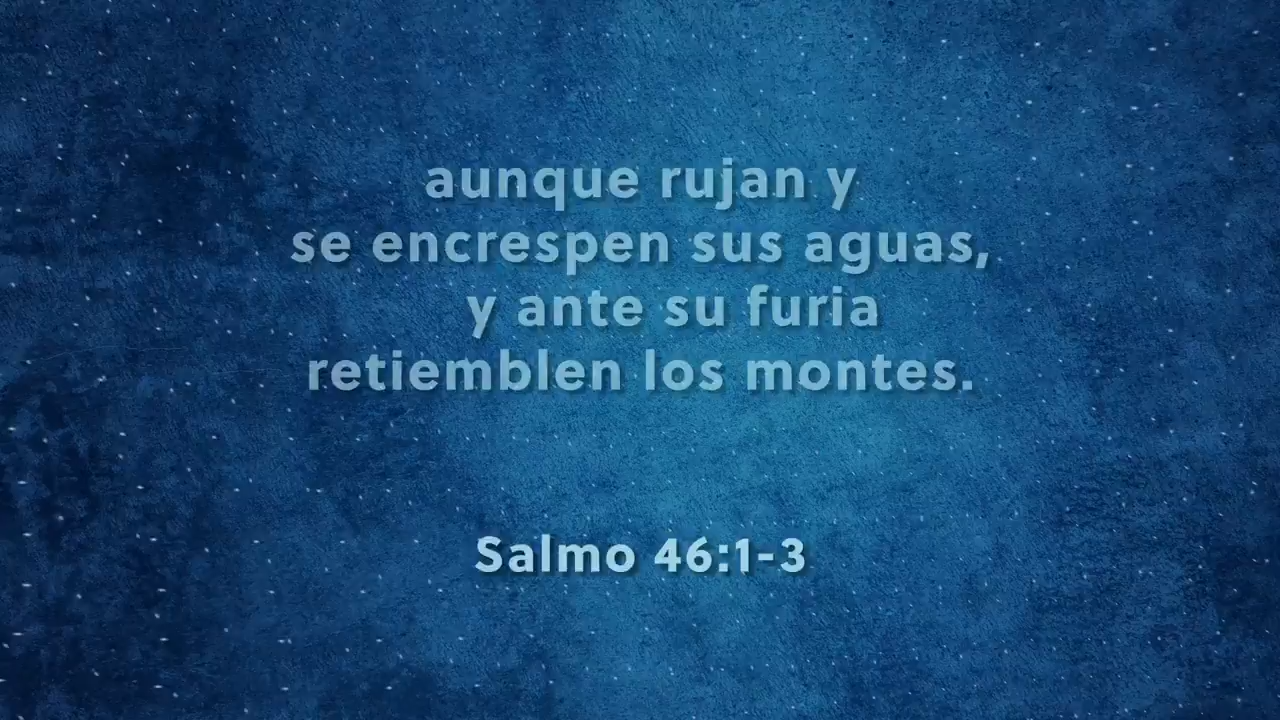 aunque rujan y
se encrespen sus aguas,
y ante su furia
retiemblen los montes.
Salmo 46:1-3